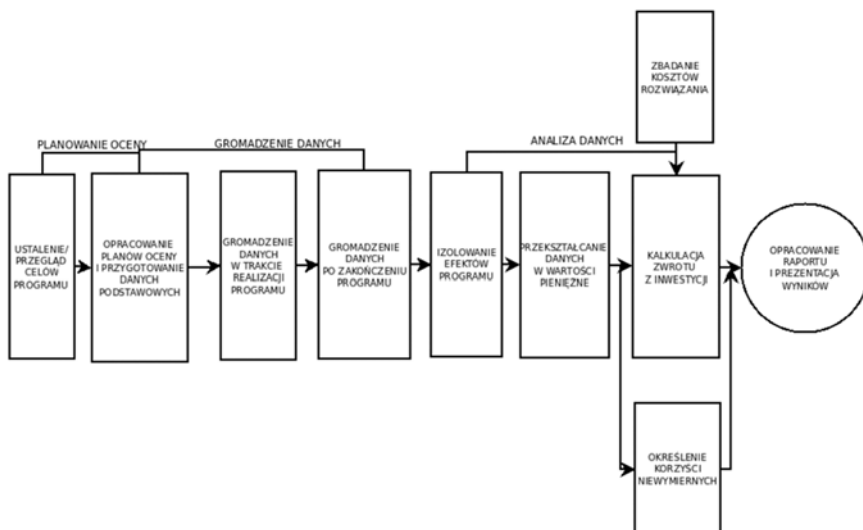 ZBADANIE
KOSZTÓW
ROZWIĄZANIA
PLANOWANIE OCENY
GROMADZENIE DANYCH
ANALIZA DANYCH
USTALENIE/
PRZEGLĄD
CELÓW
PROGRAMU
OPRACOWANIE
PLANÓW OCENY
I PRZYGOTOWANIE
DANYCH
PODSTAWOWYCH
GROMADZENIE
DANYCH
W TRAKCIE
REALIZACJI
PROGRAMU
GROMADZENIE
DANYCH
PO ZAKOŃCZENIU
PROGRAMU
IZOLOWANIE
EFEKTÓW
PROGRAMU
PRZEKSZTAŁCANIE
DANYCH
W WARTOŚCI
PIENIĘŻNE
KALKULACJA
ZWROTU
Z INWESTYCJI
OPRACOWANIE
RAPORTU
I PREZENTACJA
WYNIKÓW
OKREŚLENIE
KORZYŚCI
NIEWYMIERNYCH